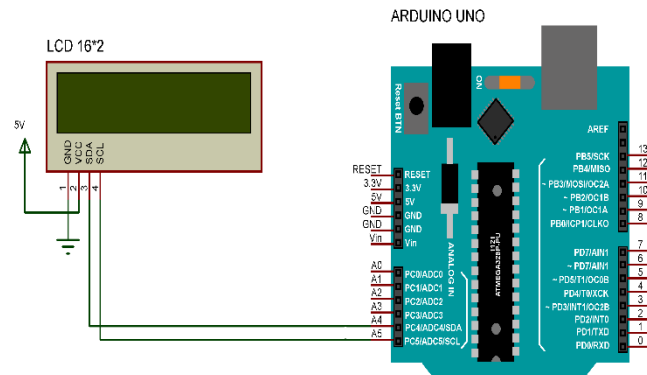 ARDUINO UNO
LCD 16*2
5V
GND
VCC
SDA
SCL
1
2
3
4
Reset BTN
ON
AREF
PB5/SCK 13
PB4/MISO 12
~ PB3/MOSI/OC2A 11
~ PB2/OC1B 10
~ PB1/OC1A 9
PB0/ICP1/CLKO 8
RESET RESET
3.3V 3.3V
5V 5V
GND GND
GND GND
Vin Vin
ANALOG IN
1121
ATMEGA328P-PU
A0 PC0/ADC0
A1 PC1/ADC1
A2 PC2/ADC2
A3 PC3/ADC3
A4 PC4/ADC4/SDA
A5 PC5/ADC5/SCL
PD7/AIN1 7
~ PD7/AIN1 6
~ PD5/T1/OC0B 5
PD4/T0/XCK 4
~ PD3/INT1/OC2B 3
PD2/INT0 2
PD1/TXD 1
PD0/RXD 0